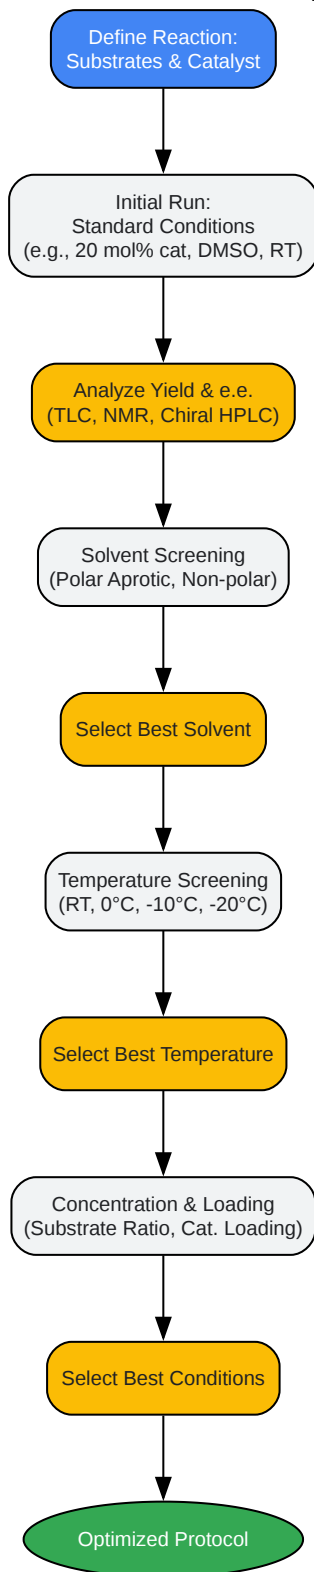 Define Reaction:
Substrates & Catalyst
Initial Run:
Standard Conditions
(e.g., 20 mol% cat, DMSO, RT)
Analyze Yield & e.e.
(TLC, NMR, Chiral HPLC)
Solvent Screening
(Polar Aprotic, Non-polar)
Select Best Solvent
Temperature Screening
(RT, 0°C, -10°C, -20°C)
Select Best Temperature
Concentration & Loading
(Substrate Ratio, Cat. Loading)
Select Best Conditions
Optimized Protocol